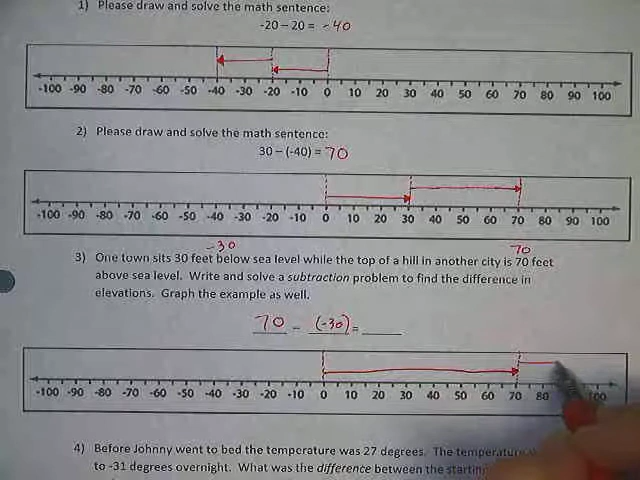 1) Please draw and solve the math sentence:
-20 – 20 = -40
-100 -90 -80 -70 -60 -50 -40 -30 -20 -10 0 10 20 30 40 50 60 70 80 90 100
2) Please draw and solve the math sentence:
30 – (-40) = 70
-100 -90 -80 -70 -60 -50 -40 -30 -20 -10 0 10 20 30 40 50 60 70 80 90 100
-30 70
3) One town sits 30 feet below sea level while the top of a hill in another city is 70 feet
above sea level. Write and solve a subtraction problem to find the difference in
elevations. Graph the example as well.
70 – (-30) = ____
-100 -90 -80 -70 -60 -50 -40 -30 -20 -10 0 10 20 30 40 50 60 70 80 100
4) Before Johnny went to bed the temperature was 27 degrees. The
to -31 degrees overnight. What was the difference between the